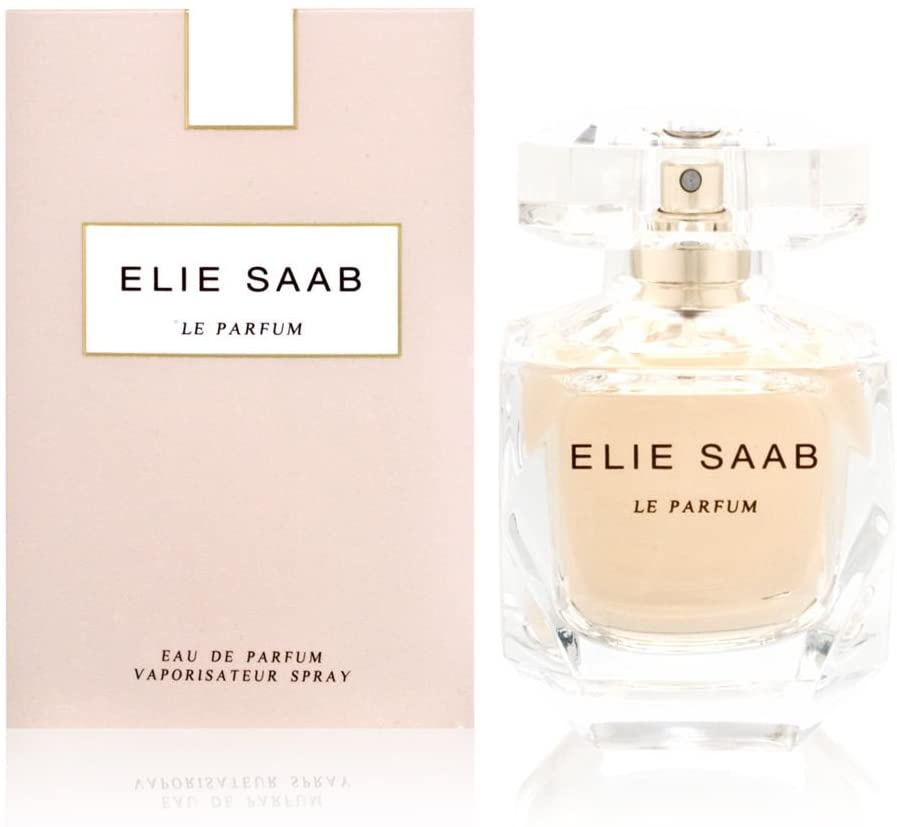 ELIE SAAB
LE PARFUM
EAU DE PARFUM
VAPORISATEUR SPRAY
ELIE SAAB
LE PARFUM